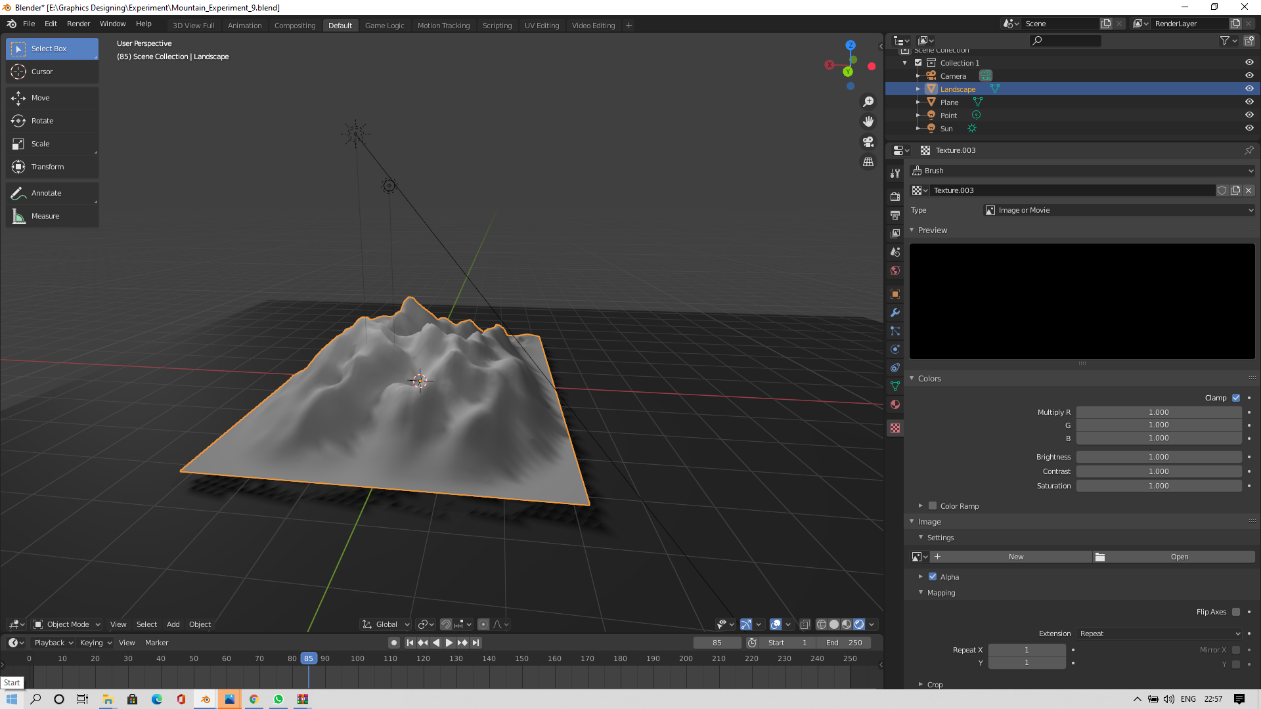 Blender* [E:\Graphics Designing\Experiment\Mountain_Experiment_9.blend]
File Edit Render Window Help 3D View Full Animation Compositing Default Game Logic Motion Tracking Scripting UV Editing Video Editing + Scene RenderLayer
Select Box
Cursor
Move
Rotate
Scale
Transform
Annotate
Measure
User Perspective
(85) Scene Collection | Landscape
Z
X
Y
Scene Collection
Collection 1
Camera
Landscape
Plane
Point
Sun
Texture.003
Brush
Texture.003
Type Image or Movie
Preview
Colors
Clamp
Multiply R 1.000
G 1.000
B 1.000
Brightness 1.000
Contrast 1.000
Saturation 1.000
Color Ramp
Image
Settings
+ New Open
Alpha
Mapping
Flip Axes
Extension Repeat
Repeat X 1 Mirror X
Y 1 Y
Crop
Object Mode View Select Add Object Global
Playback Keying View Marker 85 Start 1 End 250
0 10 20 30 40 50 60 70 80 85 90 100 110 120 130 140 150 160 170 180 190 200 210 220 230 240 250
Start
ENG 22:57